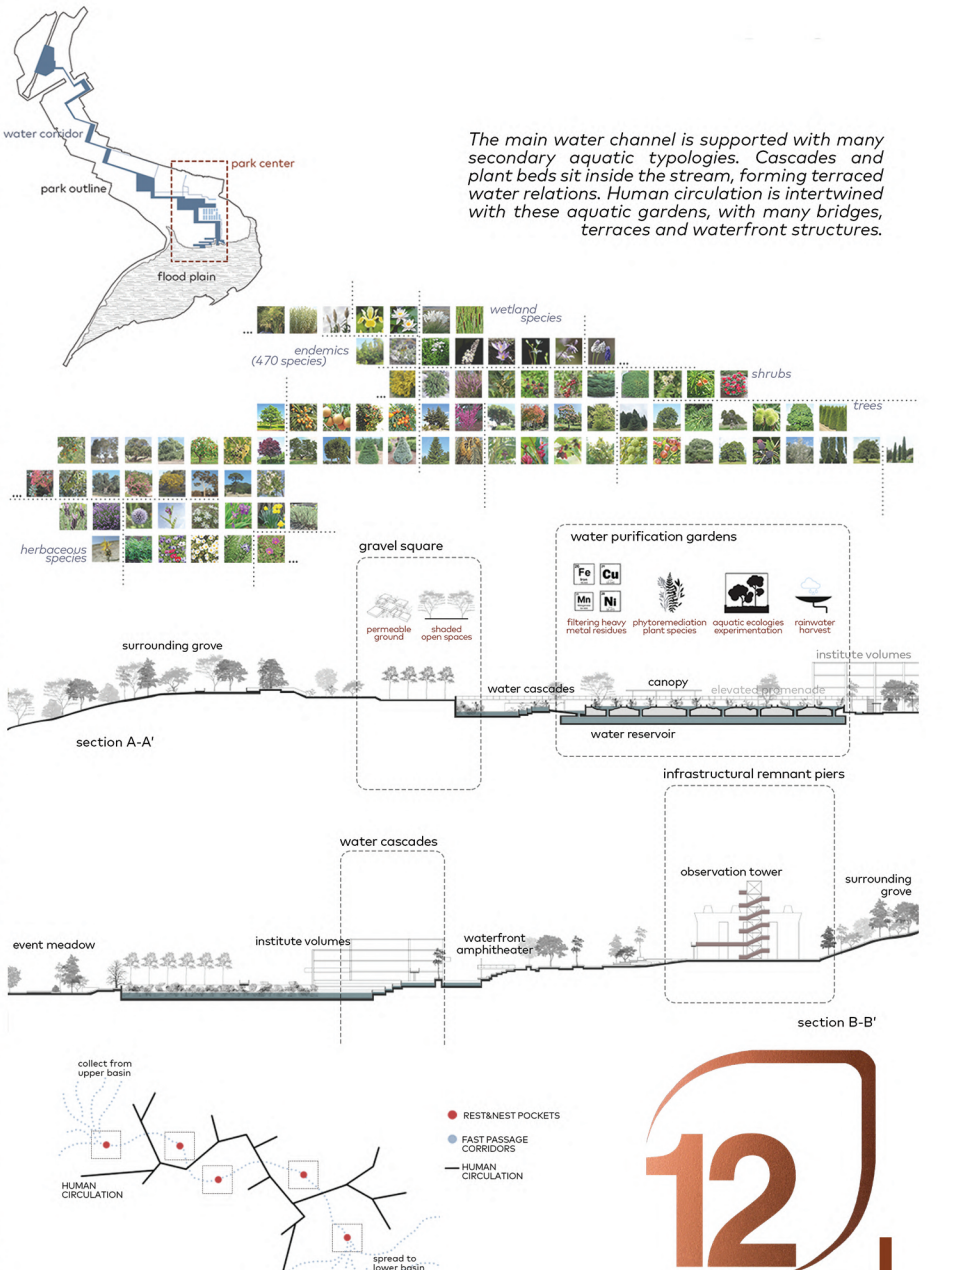 water corridor
park center
park outline
flood plain
The main water channel is supported with many
secondary aquatic typologies. Cascades and
plant beds sit inside the stream, forming terraced
water relations. Human circulation is intertwined
with these aquatic gardens, with many bridges,
terraces and waterfront structures.
wetland
species
...
endemics
(470 species)
...
shrubs
...
trees
...
herbaceous
species
...
gravel square
permeable
ground
shaded
open spaces
water purification gardens
Fe
Cu
Mn
Ni
filtering heavy
metal residues
phytoremediation
plant species
aquatic ecologies
experimentation
rainwater
harvest
surrounding grove
institute volumes
water cascades
canopy
elevated promenade
water reservoir
section A-A'
infrastructural remnant piers
water cascades
observation tower
surrounding
grove
event meadow
institute volumes
waterfront
amphitheater
section B-B'
collect from
upper basin
HUMAN
CIRCULATION
spread to
lower basin
REST&NEST POCKETS
FAST PASSAGE
CORRIDORS
HUMAN
CIRCULATION
12